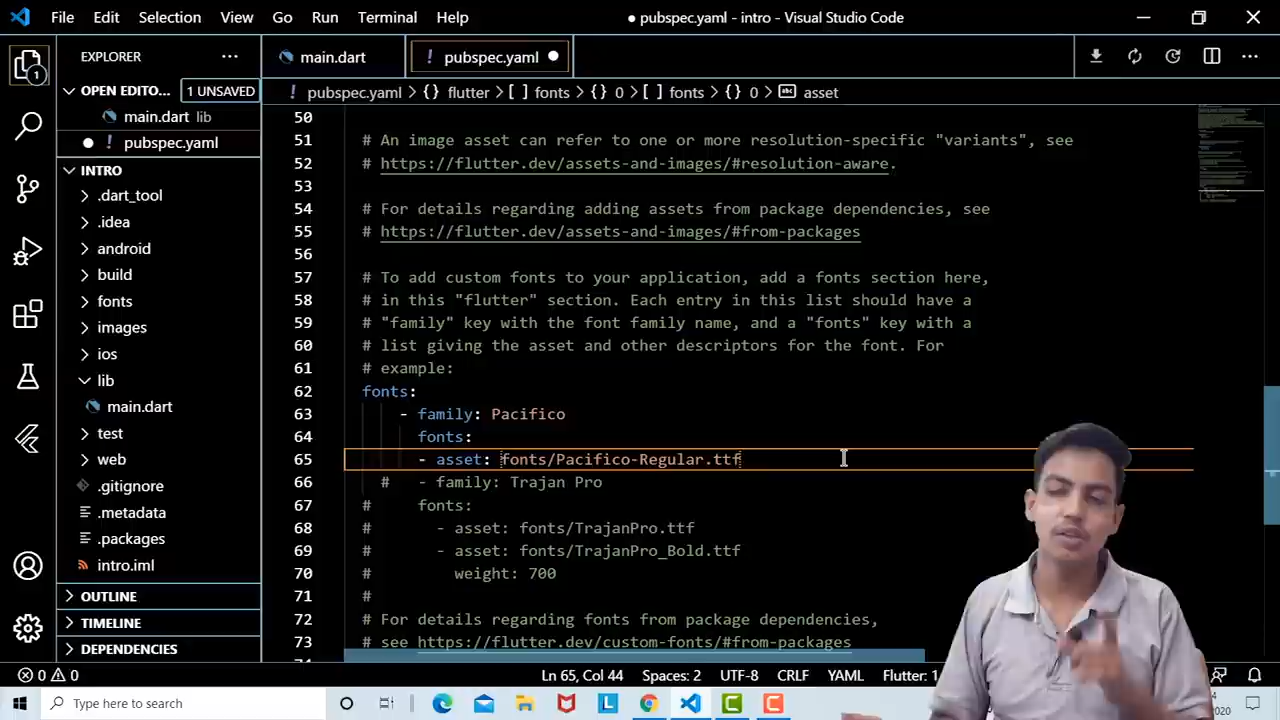 File Edit Selection View Go Run Terminal Help
● pubspec.yaml - intro - Visual Studio Code
EXPLORER
main.dart
! pubspec.yaml
OPEN EDITO... 1 UNSAVED
! pubspec.yaml > {} flutter > [ ] fonts > {} 0 > [ ] fonts > {} 0 > abc asset
main.dart lib
pubspec.yaml
INTRO
.dart_tool
.idea
android
build
fonts
images
ios
lib
main.dart
test
web
.gitignore
.metadata
.packages
intro.iml
OUTLINE
TIMELINE
DEPENDENCIES
1
50
51 # An image asset can refer to one or more resolution-specific "variants", see
52 # https://flutter.dev/assets-and-images/#resolution-aware.
53
54 # For details regarding adding assets from package dependencies, see
55 # https://flutter.dev/assets-and-images/#from-packages
56
57 # To add custom fonts to your application, add a fonts section here,
58 # in this "flutter" section. Each entry in this list should have a
59 # "family" key with the font family name, and a "fonts" key with a
60 # list giving the asset and other descriptors for the font. For
61 # example:
62 fonts:
63 - family: Pacifico
64 fonts:
65 - asset: fonts/Pacifico-Regular.ttf
66 # - family: Trajan Pro
67 # fonts:
68 # - asset: fonts/TrajanPro.ttf
69 # - asset: fonts/TrajanPro_Bold.ttf
70 # weight: 700
71 #
72 # For details regarding fonts from package dependencies,
73 # see https://flutter.dev/custom-fonts/#from-packages
0 0 Ln 65, Col 44 Spaces: 2 UTF-8 CRLF YAML Flutter: 1
Type here to search
2020